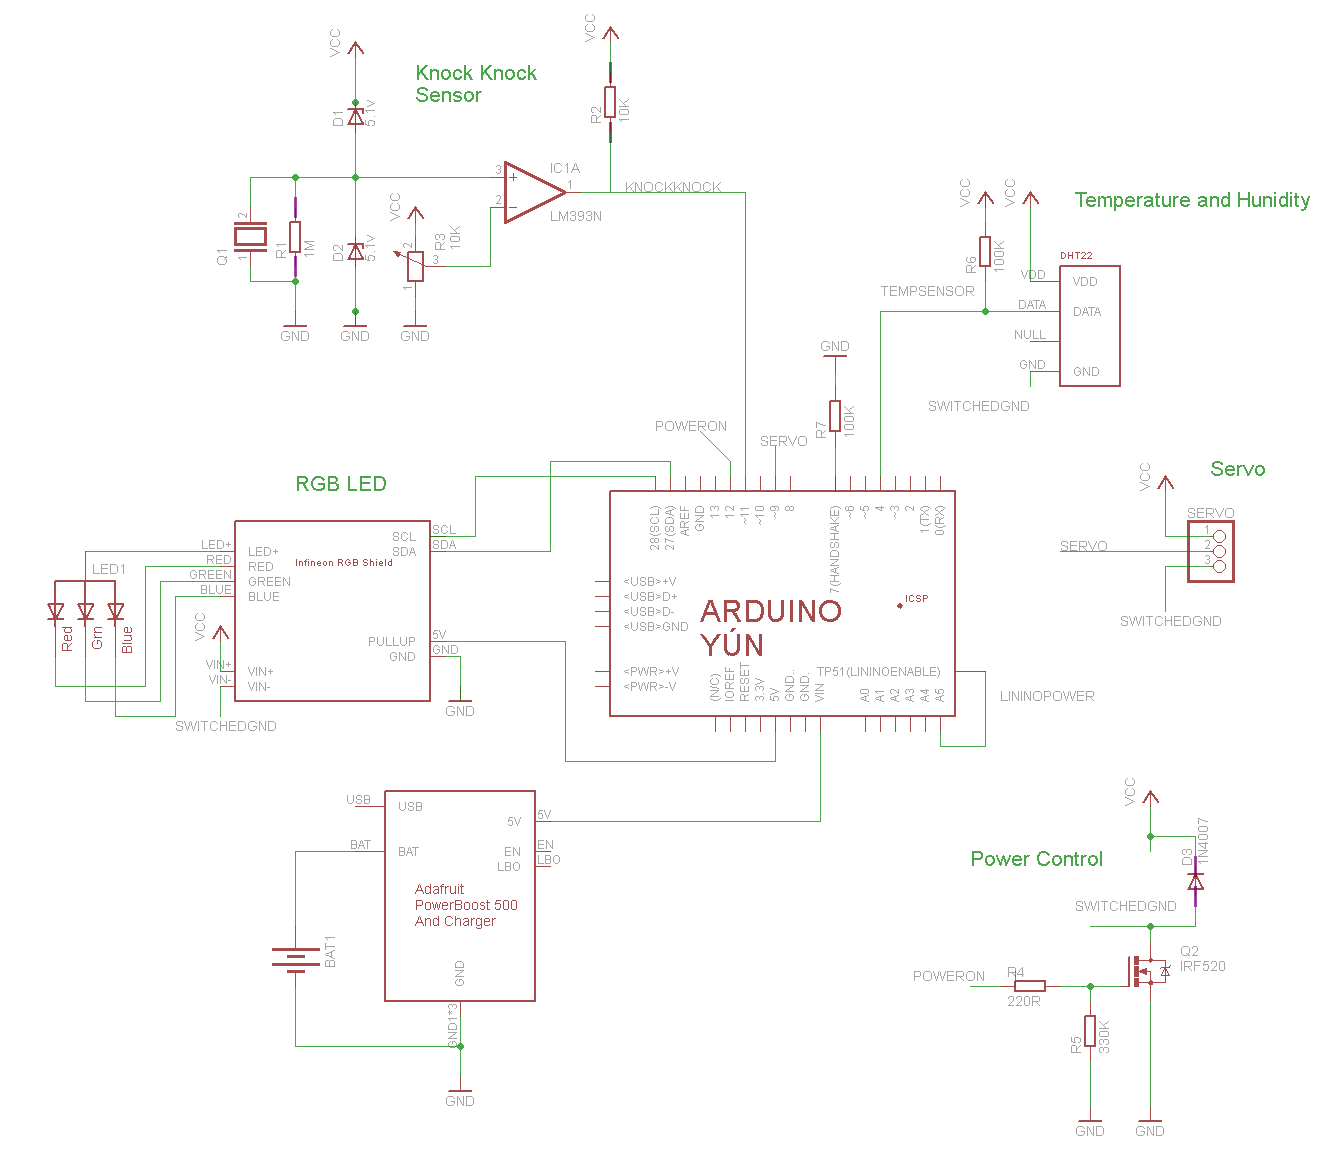 VCC
Knock Knock
Sensor
D1
5.1v
VCC
R2
10K
Q1
2
1
R1
1M
D2
5.1v
VCC
R3
10K
2
3
1
3
2
1
IC1A
LM393N
KNOCKKNOCK
GND
GND
GND
VCC
VCC
Temperature and Hunidity
R6
100K
DHT22
TEMPSENSOR
VDD
DATA
NULL
GND
VDD
DATA
GND
SWITCHEDGND
GND
R7
100K
POWERON
SERVO
RGB LED
SCL
SDA
SCL
SDA
Infineon RGB Shield
LED+
RED
GREEN
BLUE
LED+
RED
GREEN
BLUE
LED1
Red
Grn
Blue
VCC
PULLUP
GND
5V
GND
VIN+
VIN-
VIN+
VIN-
SWITCHEDGND
GND
28(SCL)
27(SDA)
AREF
GND
13
12
~11
~10
~9
8
7(HANDSHAKE)
~6
~5
4
~3
2
1(TX)
0(RX)
<USB>+V
<USB>D+
<USB>D-
<USB>GND
<PWR>+V
<PWR>-V
ARDUINO
YÚN
ICSP
TP51(LININOENABLE)
(N/C)
IOREF
RESET
3.3V
5V
GND..
GND.
VIN
A0
A1
A2
A3
A4
A5
LININOPOWER
VCC
Servo
SERVO
1
2
3
SERVO
SWITCHEDGND
USB
USB
5V
5V
BAT
BAT
EN
EN
LBO
LBO
Adafruit
PowerBoost 500
And Charger
GND
GND1*3
BAT1
GND
VCC
Power Control
D3
1N4007
SWITCHEDGND
POWERON
R4
220R
R5
330K
Q2
IRF520
GND
GND